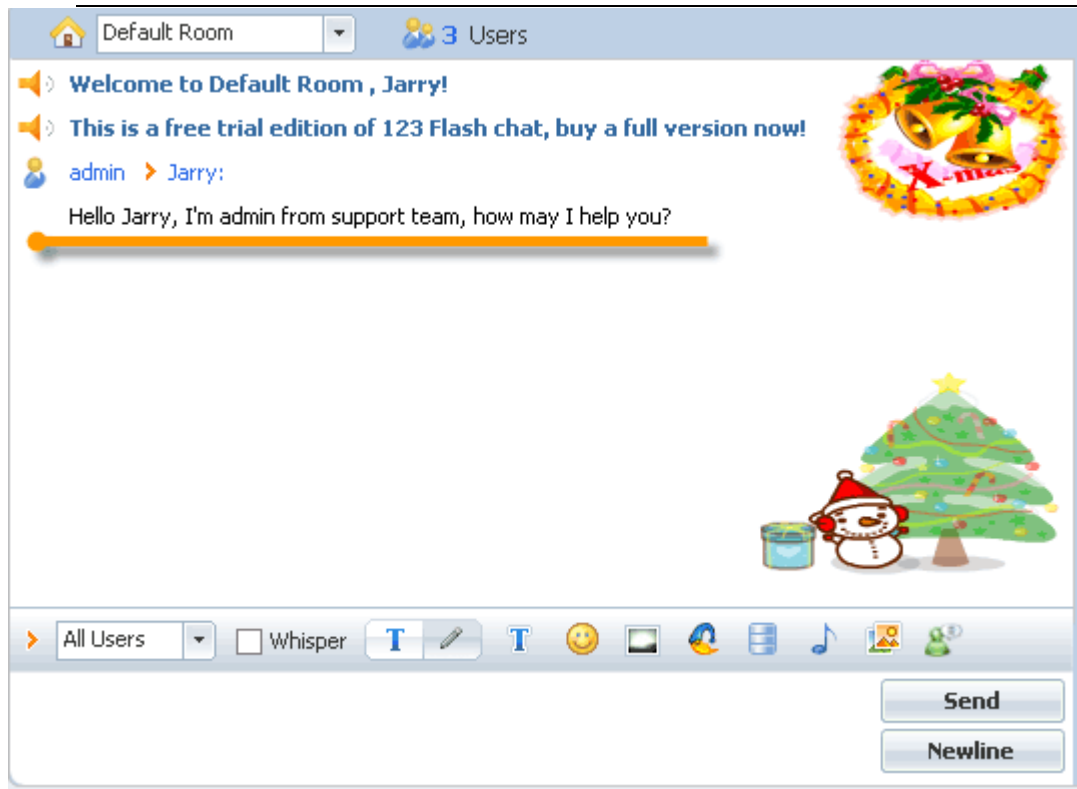 Default Room 3 Users
Welcome to Default Room , Jarry!
This is a free trial edition of 123 Flash chat, buy a full version now!
admin > Jarry:
Hello Jarry, I'm admin from support team, how may I help you?
X-mas
All Users Whisper T T
Send
Newline